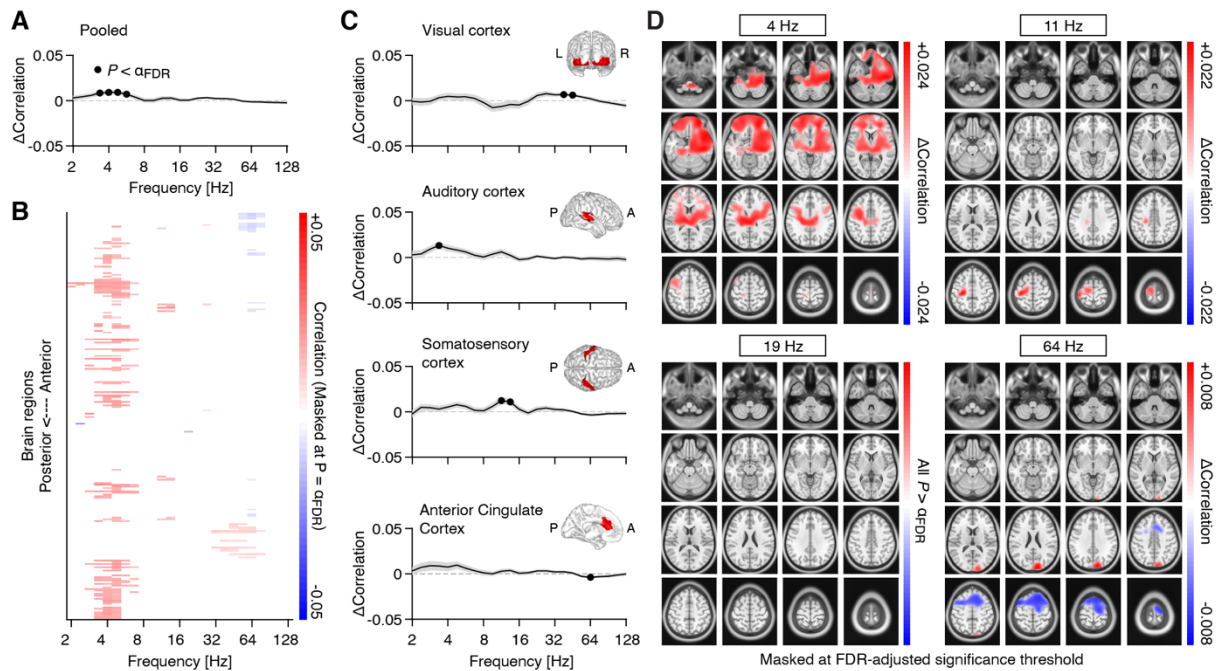 A
Pooled
0.05
P < αFDR
0
-0.05
ΔCorrelation
2 4 8 16 32 64 128
Frequency [Hz]
B
Brain regions
Posterior <--- Anterior
2 4 8 16 32 64 128
Frequency [Hz]
+0.05
Correlation (Masked at P = αFDR)
-0.05
C
Visual cortex
L R
0.05
0
-0.05
ΔCorrelation
Auditory cortex
P A
0.05
0
-0.05
ΔCorrelation
Somatosensory
cortex
P A
0.05
0
-0.05
ΔCorrelation
Anterior Cingulate
Cortex
P A
0.05
0
-0.05
ΔCorrelation
2 4 8 16 32 64 128
Frequency [Hz]
D
4 Hz
+0.024
ΔCorrelation
-0.024
11 Hz
+0.022
ΔCorrelation
-0.022
19 Hz
All P > αFDR
64 Hz
+0.008
ΔCorrelation
-0.008
Masked at FDR-adjusted significance threshold